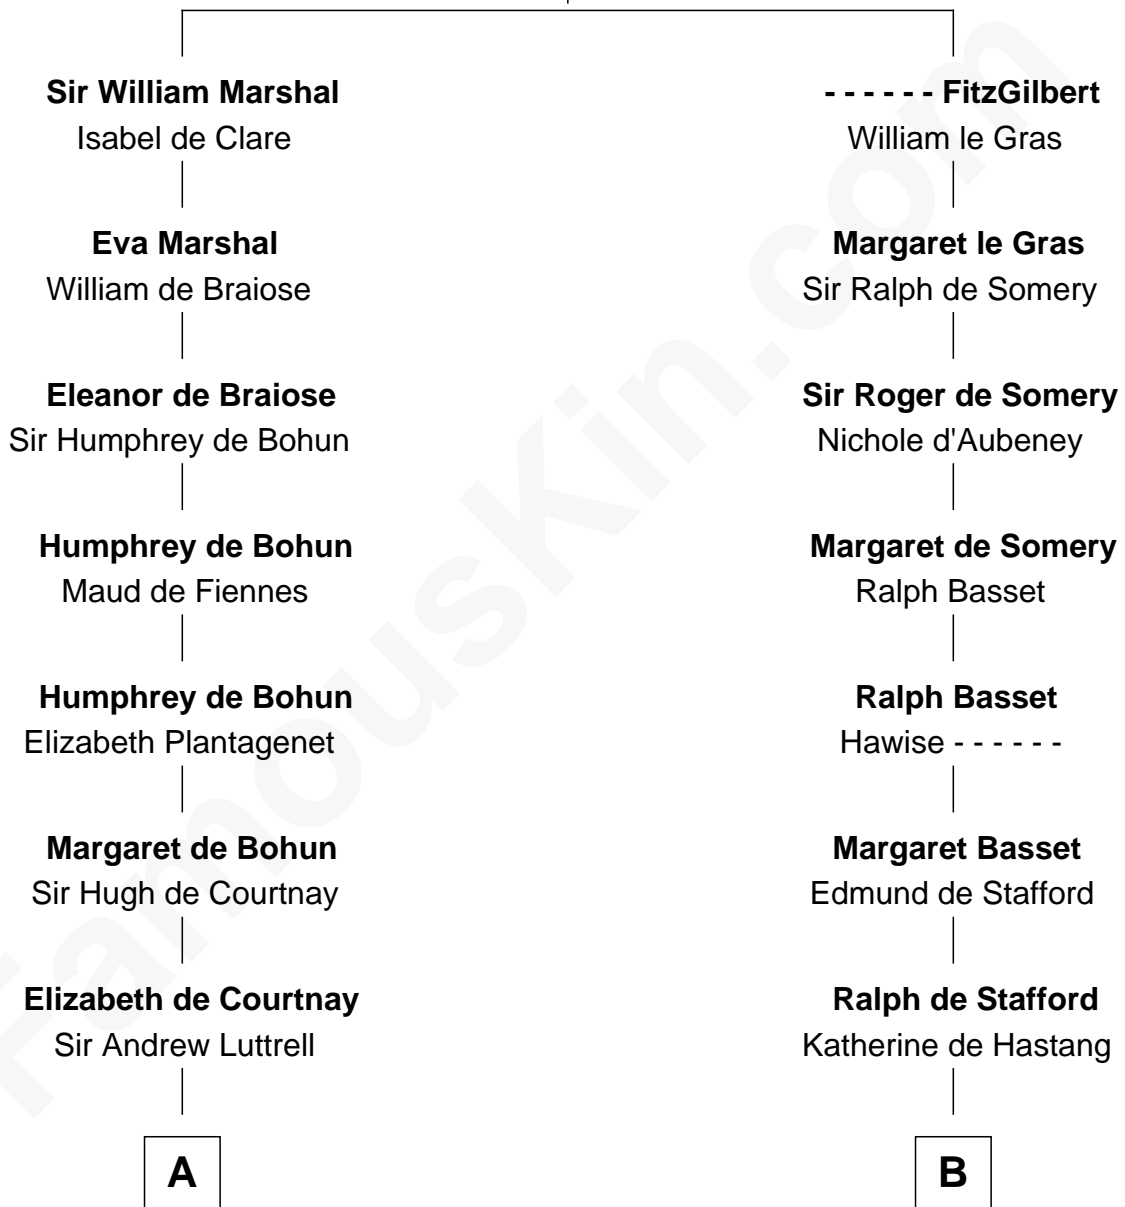 Sir William Marshal
Isabel de Clare
Eva Marshal
William de Braiose
Eleanor de Braiose
Sir Humphrey de Bohun
Humphrey de Bohun
Maud de Fiennes
Humphrey de Bohun
Elizabeth Plantagenet
Margaret de Bohun
Sir Hugh de Courtnay
Elizabeth de Courtnay
Sir Andrew Luttrell
A
- - - - - - FitzGilbert
William le Gras
Margaret le Gras
Sir Ralph de Somery
Sir Roger de Somery
Nichole d'Aubeney
Margaret de Somery
Ralph Basset
Ralph Basset
Hawise - - - - - -
Margaret Basset
Edmund de Stafford
Ralph de Stafford
Katherine de Hastang
B
FamousKin.com